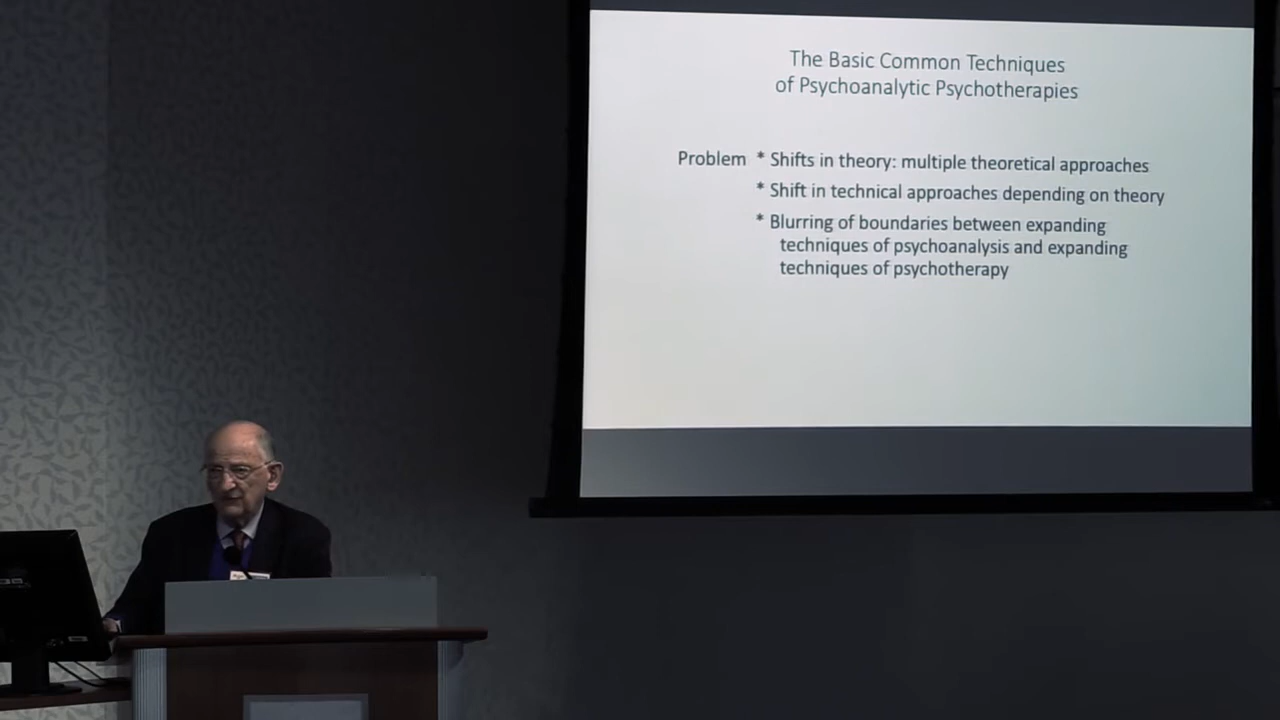 The Basic Common Techniques
of Psychoanalytic Psychotherapies
Problem * Shifts in theory: multiple theoretical approaches
* Shift in technical approaches depending on theory
* Blurring of boundaries between expanding
techniques of psychoanalysis and expanding
techniques of psychotherapy